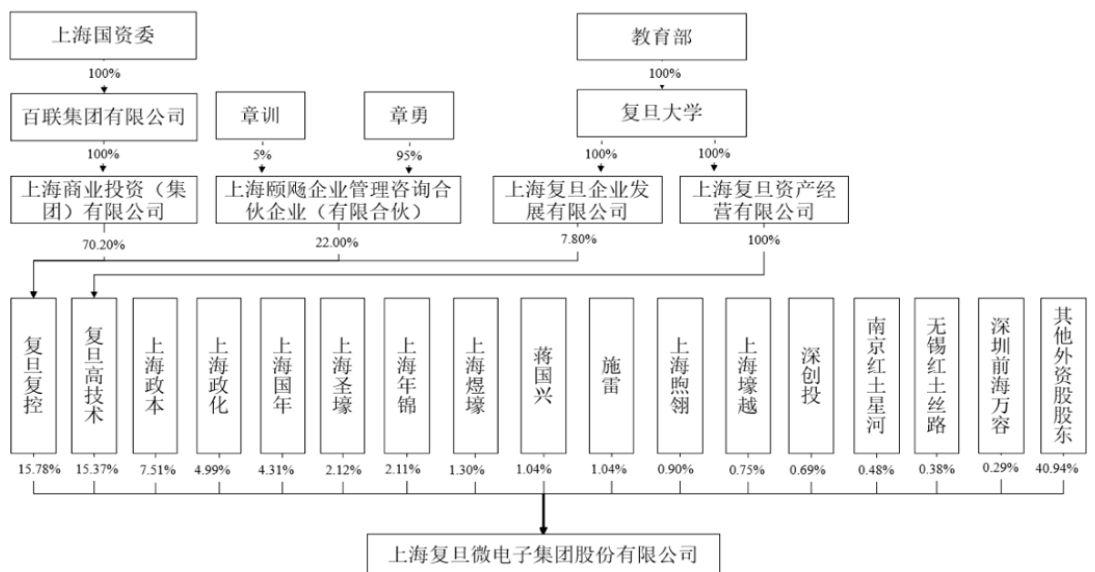 上海国资委
教育部
100%
100%
百联集团有限公司
章训
章勇
复旦大学
100%
5%
95%
100%
100%
上海商业投资（集
团）有限公司
上海颐飏企业管理咨询合
伙企业（有限合伙）
上海复旦企业发
展有限公司
上海复旦资产经
营有限公司
70.20%
22.00%
7.80%
100%
复旦复控
复旦高技术
上海政本
上海政化
上海国年
上海圣壕
上海年锦
上海煜壕
蒋国兴
施雷
上海煦翎
上海壕越
深创投
南京红土星河
无锡红土丝路
深圳前海万容
其他外资股股东
15.78%
15.37%
7.51%
4.99%
4.31%
2.12%
2.11%
1.30%
1.04%
1.04%
0.90%
0.75%
0.69%
0.48%
0.38%
0.29%
40.94%
上海复旦微电子集团股份有限公司